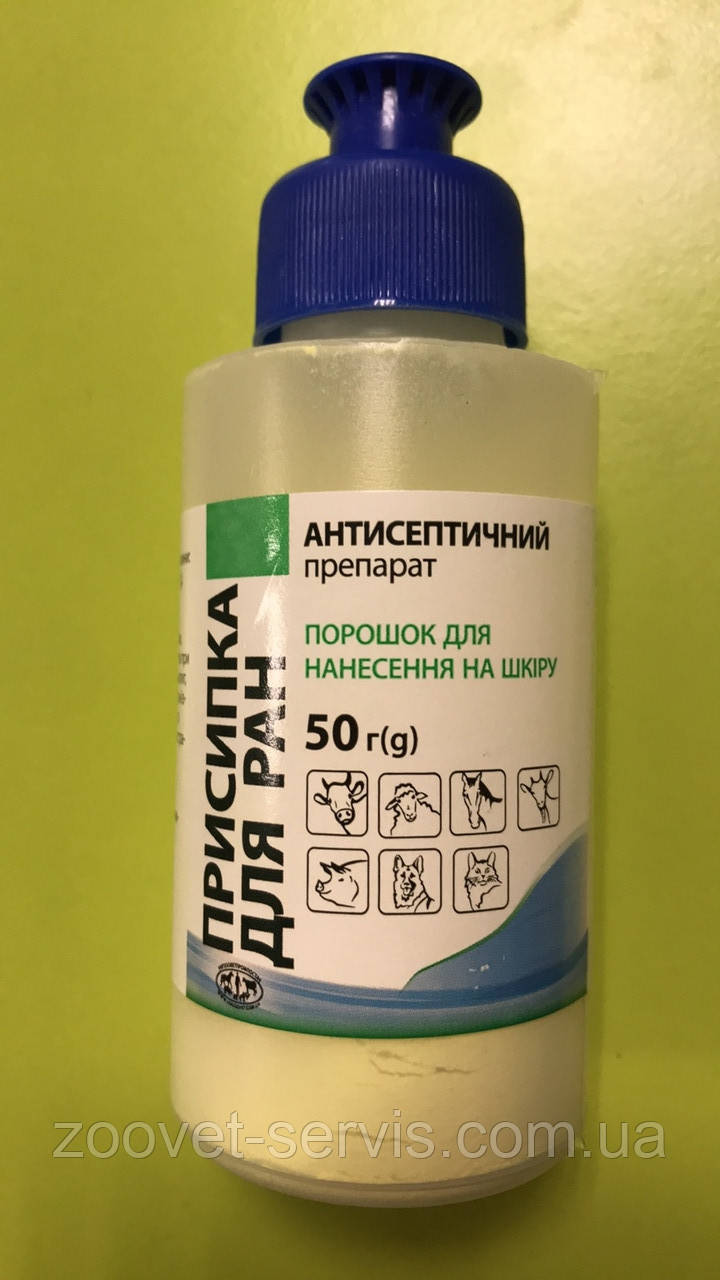 ПРИСИПКА
ДЛЯ РАН
АНТИСЕПТИЧНИЙ
препарат
ПОРОШОК ДЛЯ
НАНЕСЕННЯ НА ШКІРУ
50 г(g)
zoovet-servis.com.ua